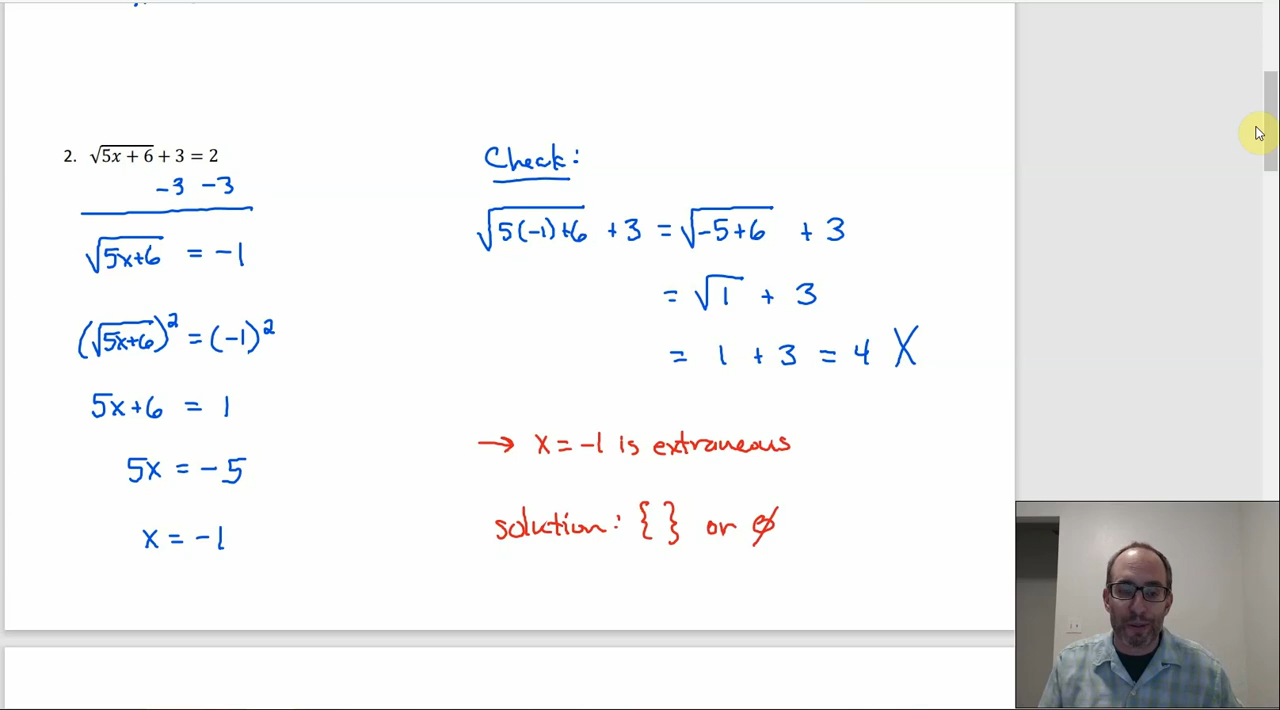 2. √5x + 6 + 3 = 2
-3 -3
√5x+6 = -1
(√5x+6)² = (-1)²
5x+6 = 1
5x = -5
x = -1
Check:
√5(-1)+6 +3 = √-5+6 + 3
= √1 + 3
= 1 + 3 = 4 X
→ x = -1 is extraneous
solution: { } or ∅